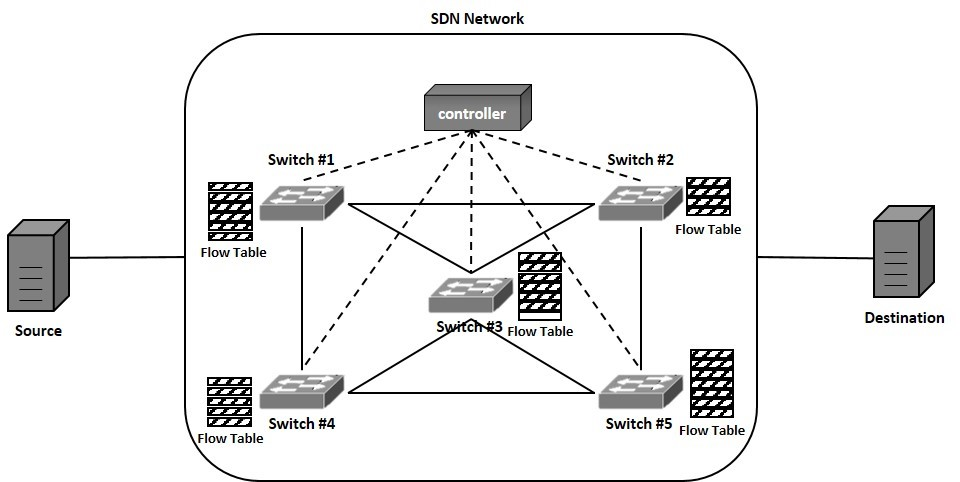 SDN Network
controller
Switch #1
Switch #2
Flow Table
Flow Table
Source
Destination
Switch #3
Flow Table
Switch #4
Flow Table
Switch #5
Flow Table